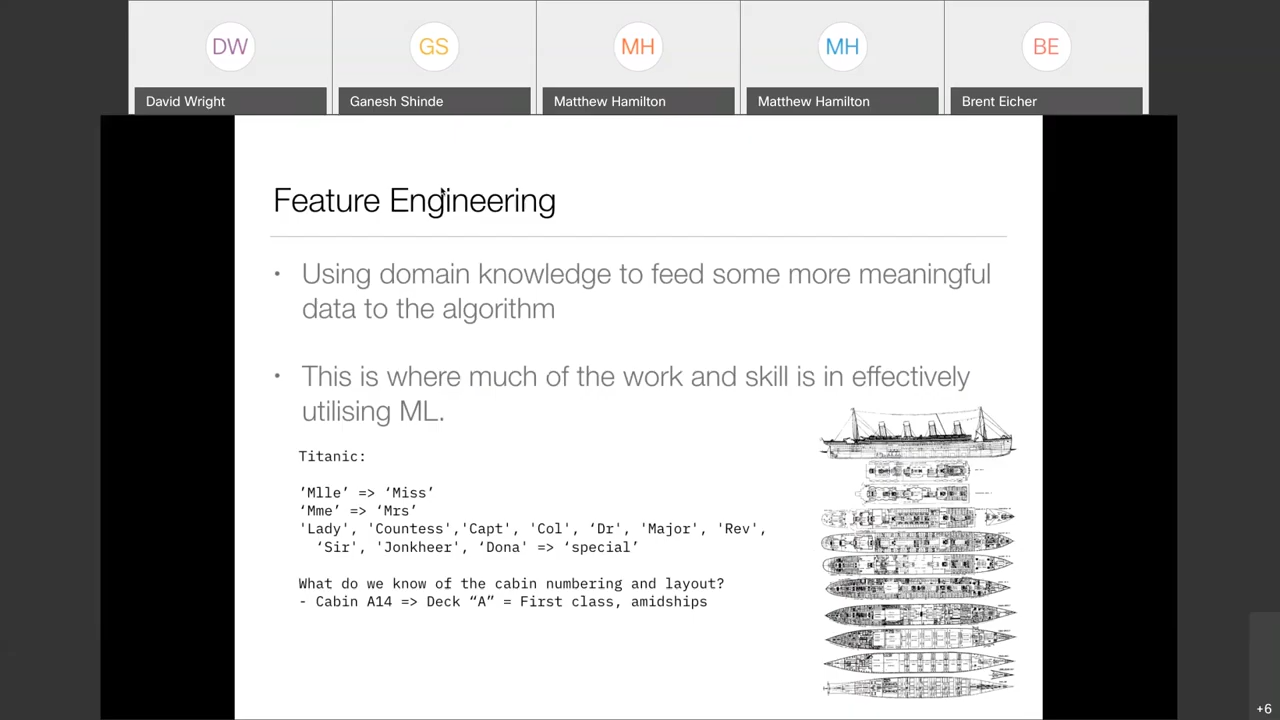 DW
GS
MH
MH
BE
David Wright
Ganesh Shinde
Matthew Hamilton
Matthew Hamilton
Brent Eicher
Feature Engineering
• Using domain knowledge to feed some more meaningful
data to the algorithm
• This is where much of the work and skill is in effectively
utilising ML.
Titanic:
’Mlle’ => ‘Miss’
‘Mme’ => ‘Mrs’
'Lady', 'Countess','Capt', 'Col', ‘Dr', 'Major', 'Rev',
‘Sir', 'Jonkheer', ‘Dona' => ‘special’
What do we know of the cabin numbering and layout?
- Cabin A14 => Deck “A” = First class, amidships
+6